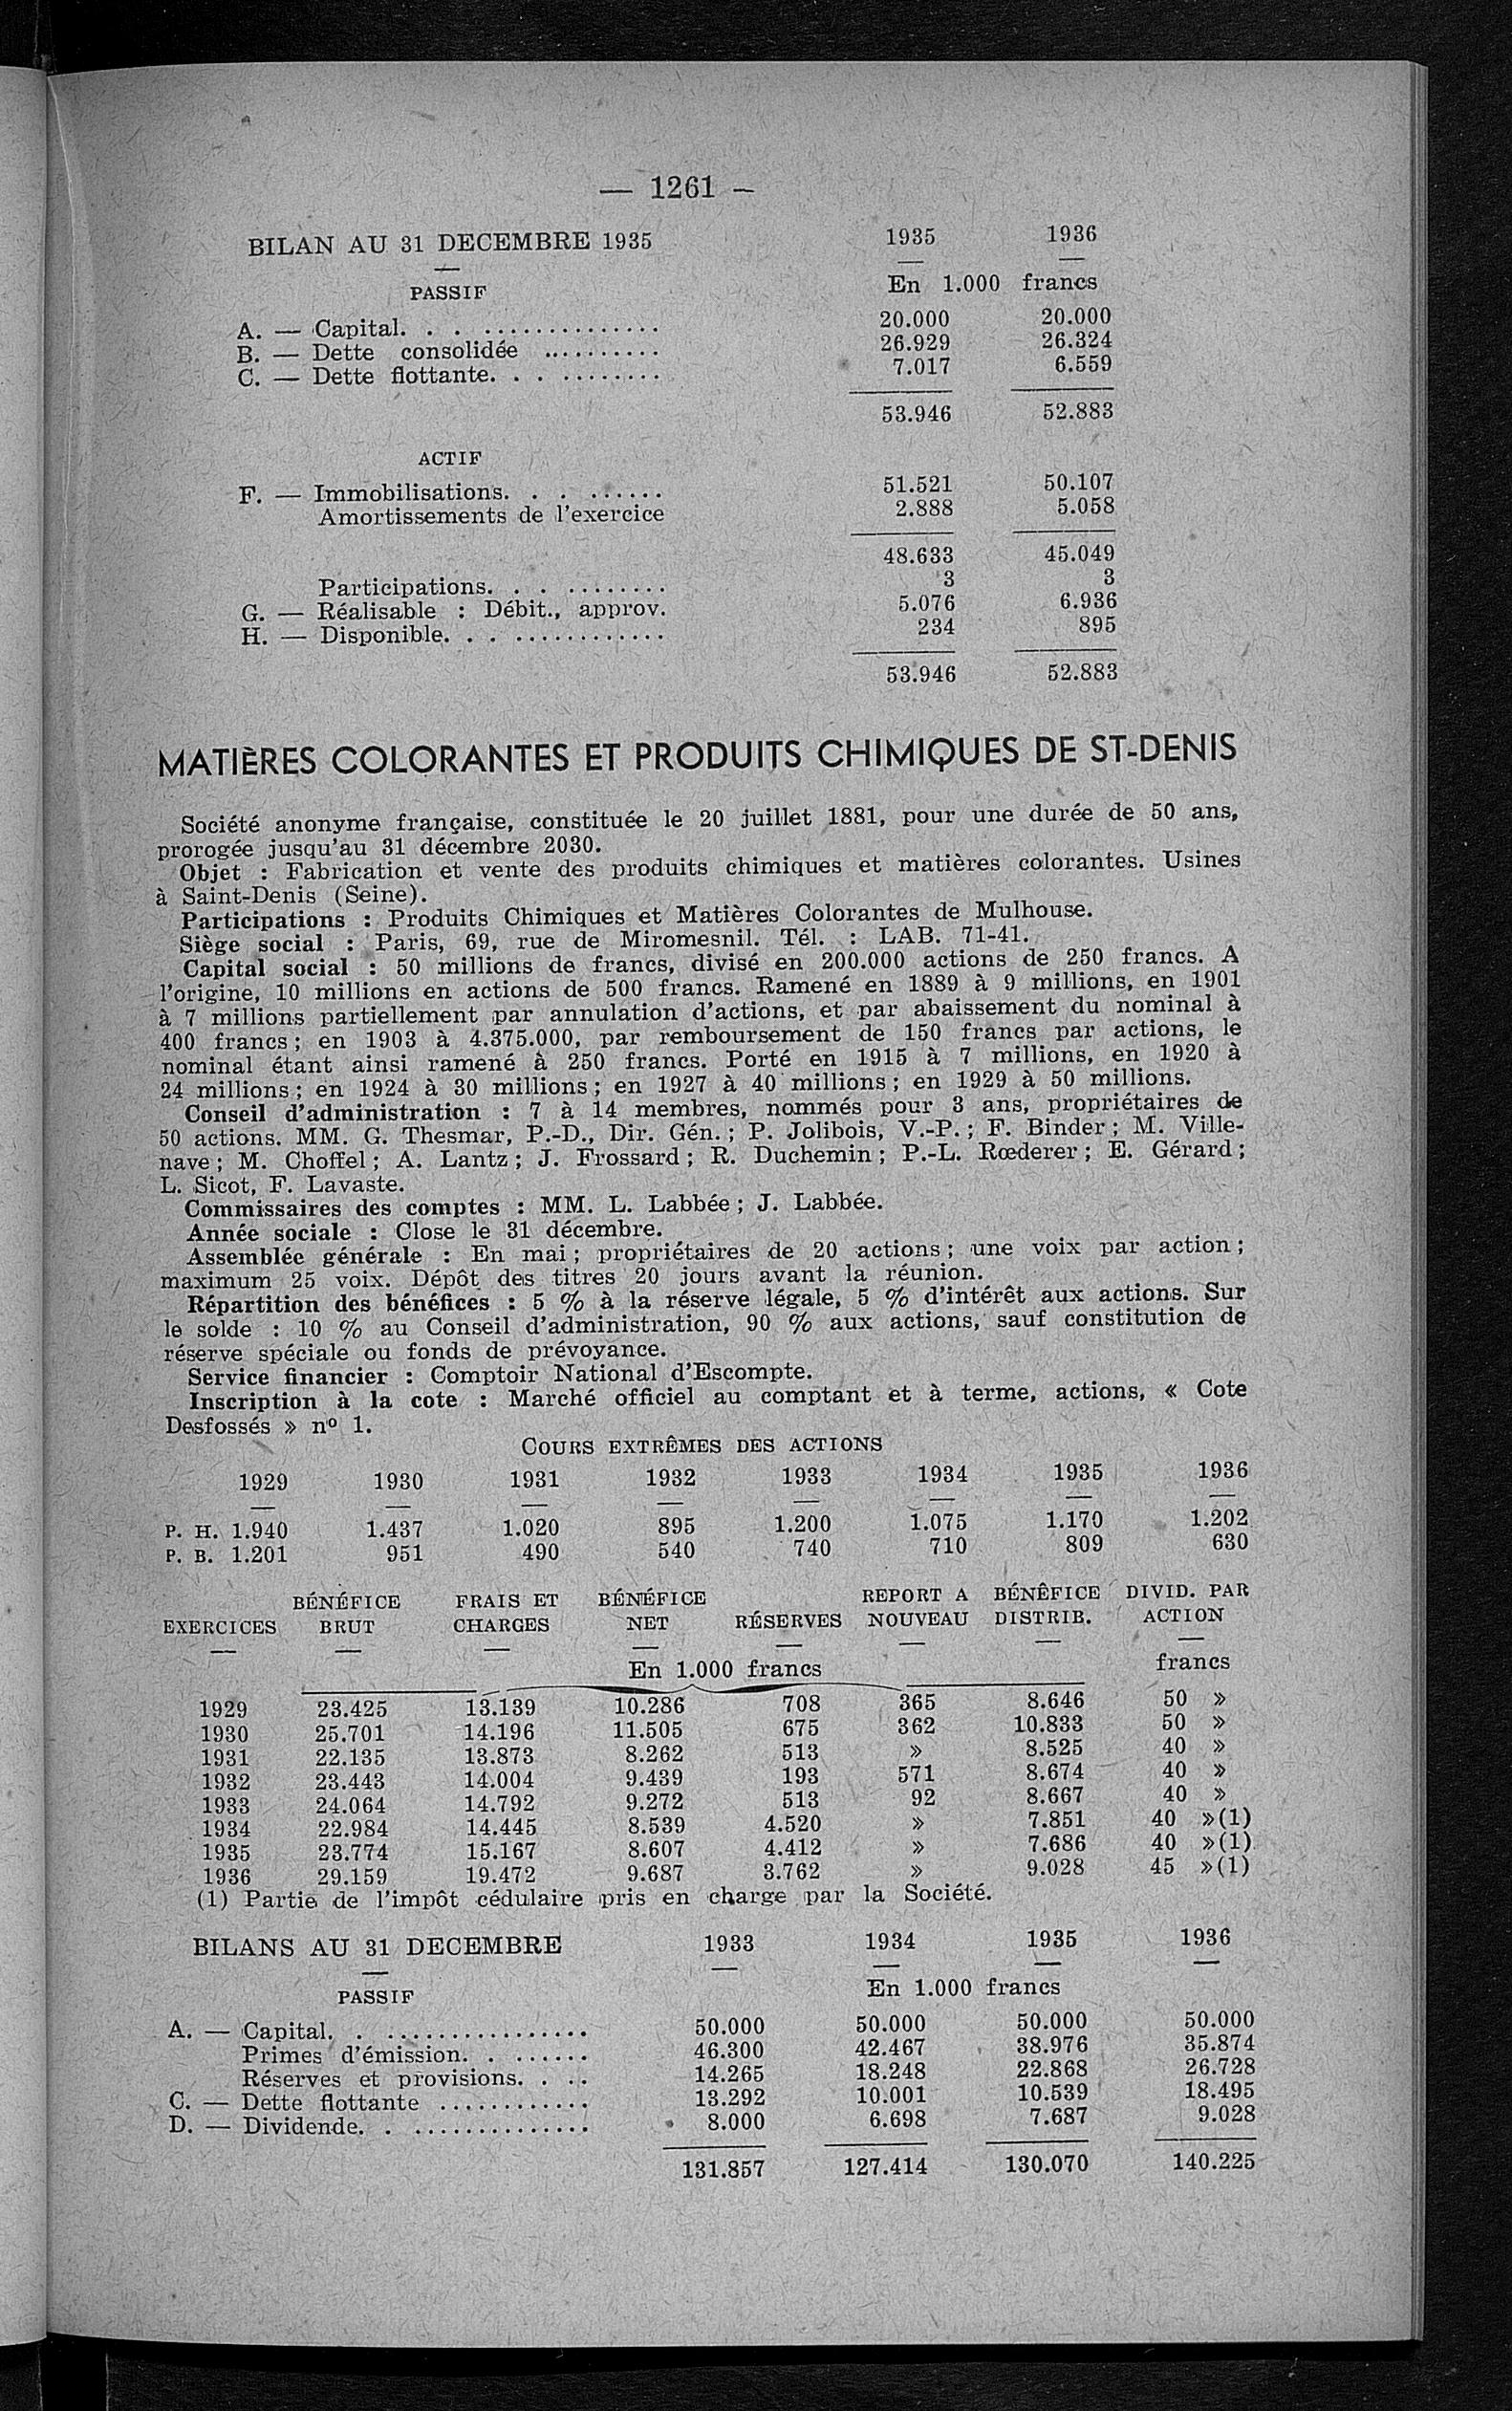 — 1261 —
BILAN AU 31 DECEMBRE 1935 1935 1936
PASSIF En 1.000 francs
A. — Capital. . . ............... 20.000 20.000
B. — Dette consolidée .......... 26.929 26.324
C. — Dette flottante. . . .......... 7.017 6.559
53.946 52.883
ACTIF
F. — Immobilisations. . . ...... 51.521 50.107
Amortissements de l'exercice 2.888 5.058
48.633 45.049
Participations. . . ......... 3 3
G. — Réalisable : Débit., approv. 5.076 6.936
H. — Disponible. . . ............. 234 895
53.946 52.883
MATIÈRES COLORANTES ET PRODUITS CHIMIQUES DE ST-DENIS
Société anonyme française, constituée le 20 juillet 1881, pour une durée de 50 ans,
prorogée jusqu'au 31 décembre 2030.
Objet : Fabrication et vente des produits chimiques et matières colorantes. Usines
à Saint-Denis (Seine).
Participations : Produits Chimiques et Matières Colorantes de Mulhouse.
Siège social : Paris, 69, rue de Miromesnil. Tél. : LAB. 71-41.
Capital social : 50 millions de francs, divisé en 200.000 actions de 250 francs. A
l'origine, 10 millions en actions de 500 francs. Ramené en 1889 à 9 millions, en 1901
à 7 millions partiellement par annulation d'actions, et par abaissement du nominal à
400 francs; en 1903 à 4.375.000, par remboursement de 150 francs par actions, le
nominal étant ainsi ramené à 250 francs. Porté en 1915 à 7 millions, en 1920 à
24 millions; en 1924 à 30 millions; en 1927 à 40 millions; en 1929 à 50 millions.
Conseil d'administration : 7 à 14 membres, nommés pour 3 ans, propriétaires de
50 actions. MM. G. Thesmar, P.-D., Dir. Gén.; P. Jolibois, V.-P.; F. Binder; M. Ville-
nave; M. Choffel; A. Lantz; J. Frossard; R. Duchemin; P.-L. Rœderer; E. Gérard;
L. Sicot, F. Lavaste.
Commissaires des comptes : MM. L. Labbée; J. Labbée.
Année sociale : Close le 31 décembre.
Assemblée générale : En mai; propriétaires de 20 actions; une voix par action;
maximum 25 voix. Dépôt des titres 20 jours avant la réunion.
Répartition des bénéfices : 5 % à la réserve légale, 5 % d'intérêt aux actions. Sur
le solde : 10 % au Conseil d'administration, 90 % aux actions, sauf constitution de
réserve spéciale ou fonds de prévoyance.
Service financier : Comptoir National d'Escompte.
Inscription à la cote : Marché officiel au comptant et à terme, actions, « Cote
Desfossés » nº 1.
COURS EXTRÊMES DES ACTIONS
1929 1930 1931 1932 1933 1934 1935 1936
P. H. 1.940 1.437 1.020 895 1.200 1.075 1.170 1.202
P. B. 1.201 951 490 540 740 710 809 630
BÉNÉFICE FRAIS ET BÉNÉFICE REPORT A BÉNÉFICE DIVID. PAR
EXERCICES BRUT CHARGES NET RÉSERVES NOUVEAU DISTRIB. ACTION
En 1.000 francs francs
1929 23.425 13.139 10.286 708 365 8.646 50 »
1930 25.701 14.196 11.505 675 362 10.833 50 »
1931 22.135 13.873 8.262 513 » 8.525 40 »
1932 23.443 14.004 9.439 193 571 8.674 40 »
1933 24.064 14.792 9.272 513 92 8.667 40 »
1934 22.984 14.445 8.539 4.520 » 7.851 40 »(1)
1935 23.774 15.167 8.607 4.412 » 7.686 40 »(1)
1936 29.159 19.472 9.687 3.762 » 9.028 45 »(1)
(1) Partie de l'impôt cédulaire pris en charge par la Société.
BILANS AU 31 DECEMBRE 1933 1934 1935 1936
PASSIF En 1.000 francs
A. — Capital. . ................ 50.000 50.000 50.000 50.000
Primes d'émission. . ....... 46.300 42.467 38.976 35.874
Réserves et provisions. . .. 14.265 18.248 22.868 26.728
C. — Dette flottante ............ 13.292 10.001 10.539 18.495
D. — Dividende. . .............. 8.000 6.698 7.687 9.028
131.857 127.414 130.070 140.225